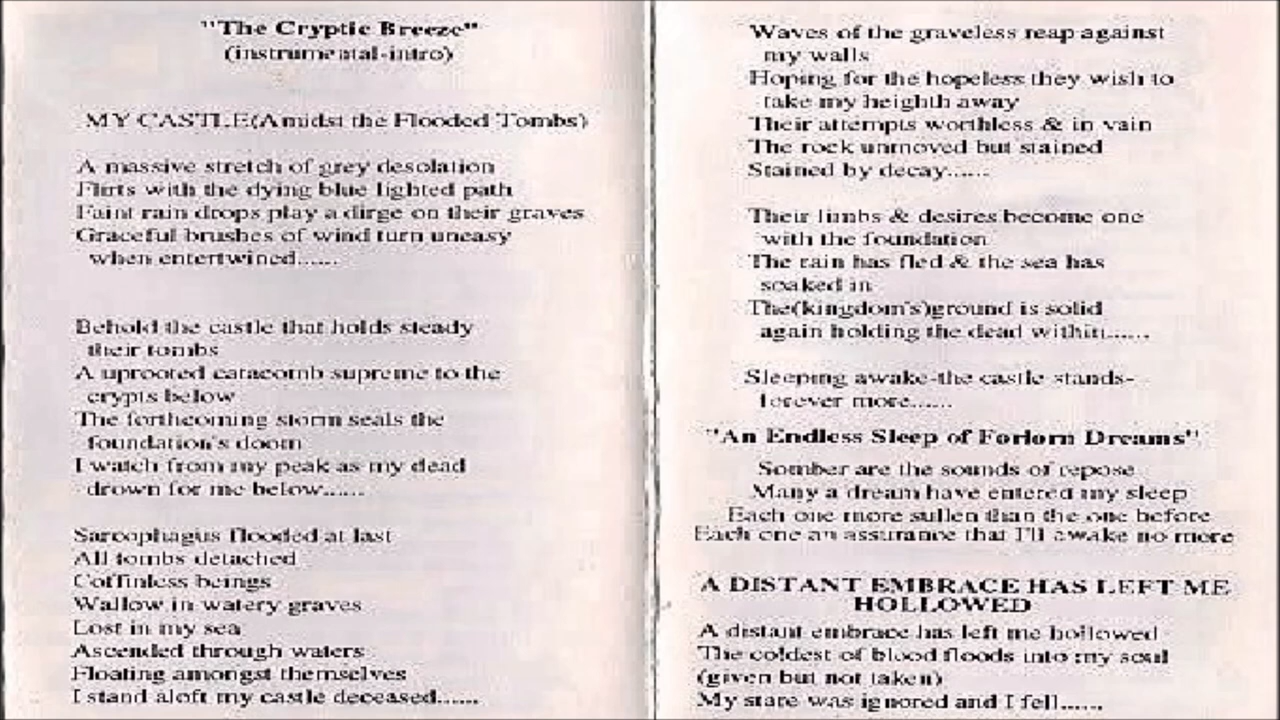 "The Cryptic Breeze"
(instrumental-intro)
MY CASTLE(Amidst the Flooded Tombs)
A massive stretch of grey desolation
Flirts with the dying blue lighted path
Faint rain drops play a dirge on their graves
Graceful brushes of wind turn uneasy
when entertwined......
Behold the castle that holds steady
their tombs
A uprooted catacomb supreme to the
crypts below
The forthcoming storm seals the
foundation's doom
I watch from my peak as my dead
drown for me below......
Sarcophagus flooded at last
All tombs detached
Coffinless beings
Wallow in watery graves
Lost in my sea
Ascended through waters
Floating amongst themselves
I stand aloft my castle deceased......
Waves of the graveless reap against
my walls
Hoping for the hopeless they wish to
take my heighth away
Their attempts worthless & in vain
The rock unmoved but stained
Stained by decay......
Their limbs & desires become one
with the foundation
The rain has fled & the sea has
soaked in
The(kingdom's)ground is solid
again holding the dead within......
Sleeping awake-the castle stands-
forever more......
"An Endless Sleep of Forlorn Dreams"
Somber are the sounds of repose
Many a dream have entered my sleep
Each one more sullen than the one before
Each one an assurance that I'll awake no more
A DISTANT EMBRACE HAS LEFT ME
HOLLOWED
A distant embrace has left me hollowed
The coldest of blood floods into my soul
(given but not taken)
My stare was ignored and I fell......